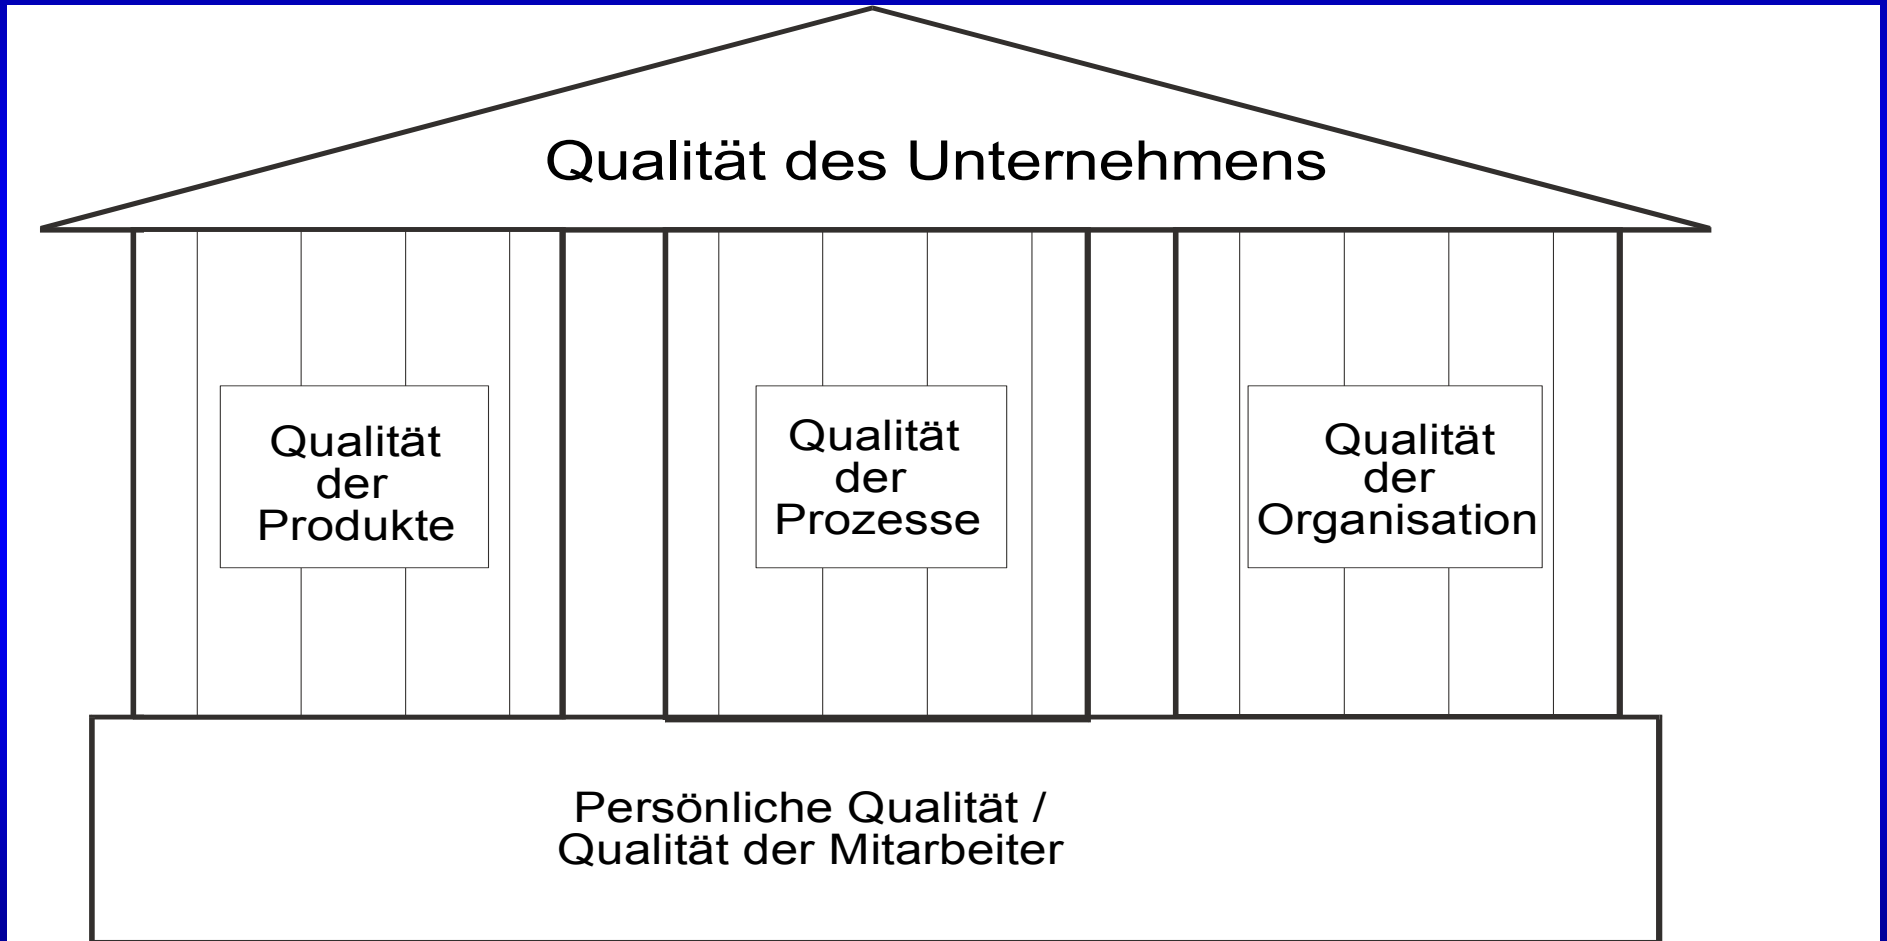 Qualität des Unternehmens
Qualität
der
Produkte
Qualität
der
Prozesse
Qualität
der
Organisation
Persönliche Qualität /
Qualität der Mitarbeiter